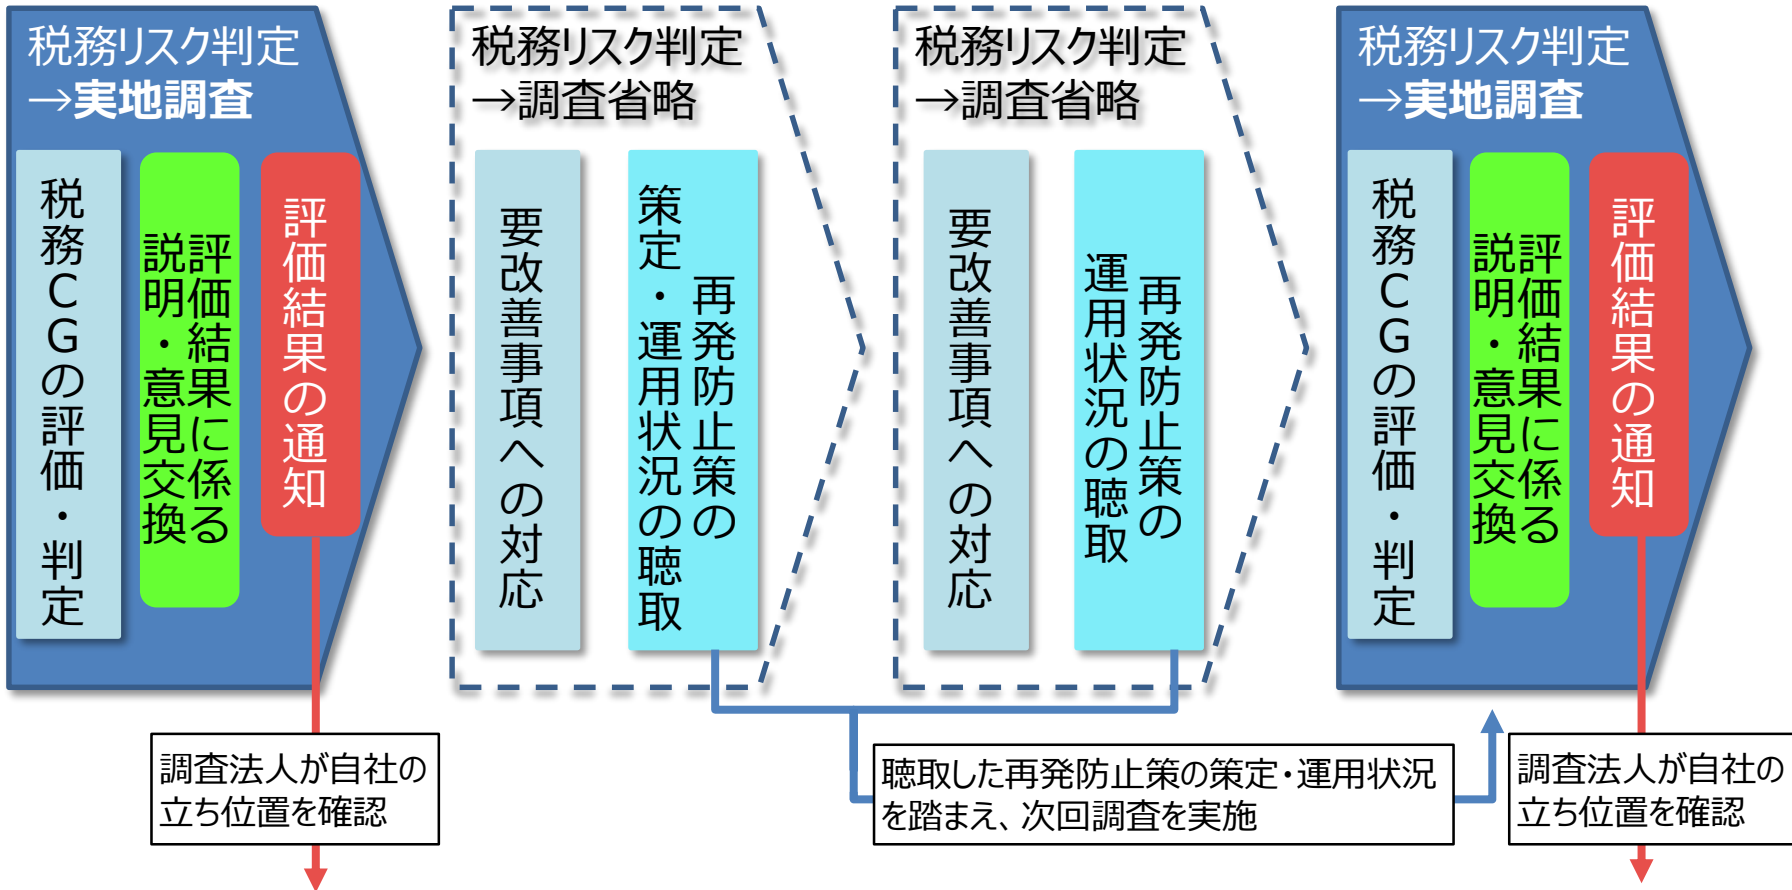 税務リスク判定
→実地調査
税務ＣＧの評価・判定
評価結果に係る
説明・意見交換
評価結果の通知
税務リスク判定
→調査省略
要改善事項への対応
再発防止策の
策定・運用状況の聴取
税務リスク判定
→調査省略
要改善事項への対応
再発防止策の
運用状況の聴取
税務リスク判定
→実地調査
税務ＣＧの評価・判定
評価結果に係る
説明・意見交換
評価結果の通知
調査法人が自社の
立ち位置を確認
聴取した再発防止策の策定・運用状況
を踏まえ、次回調査を実施
調査法人が自社の
立ち位置を確認